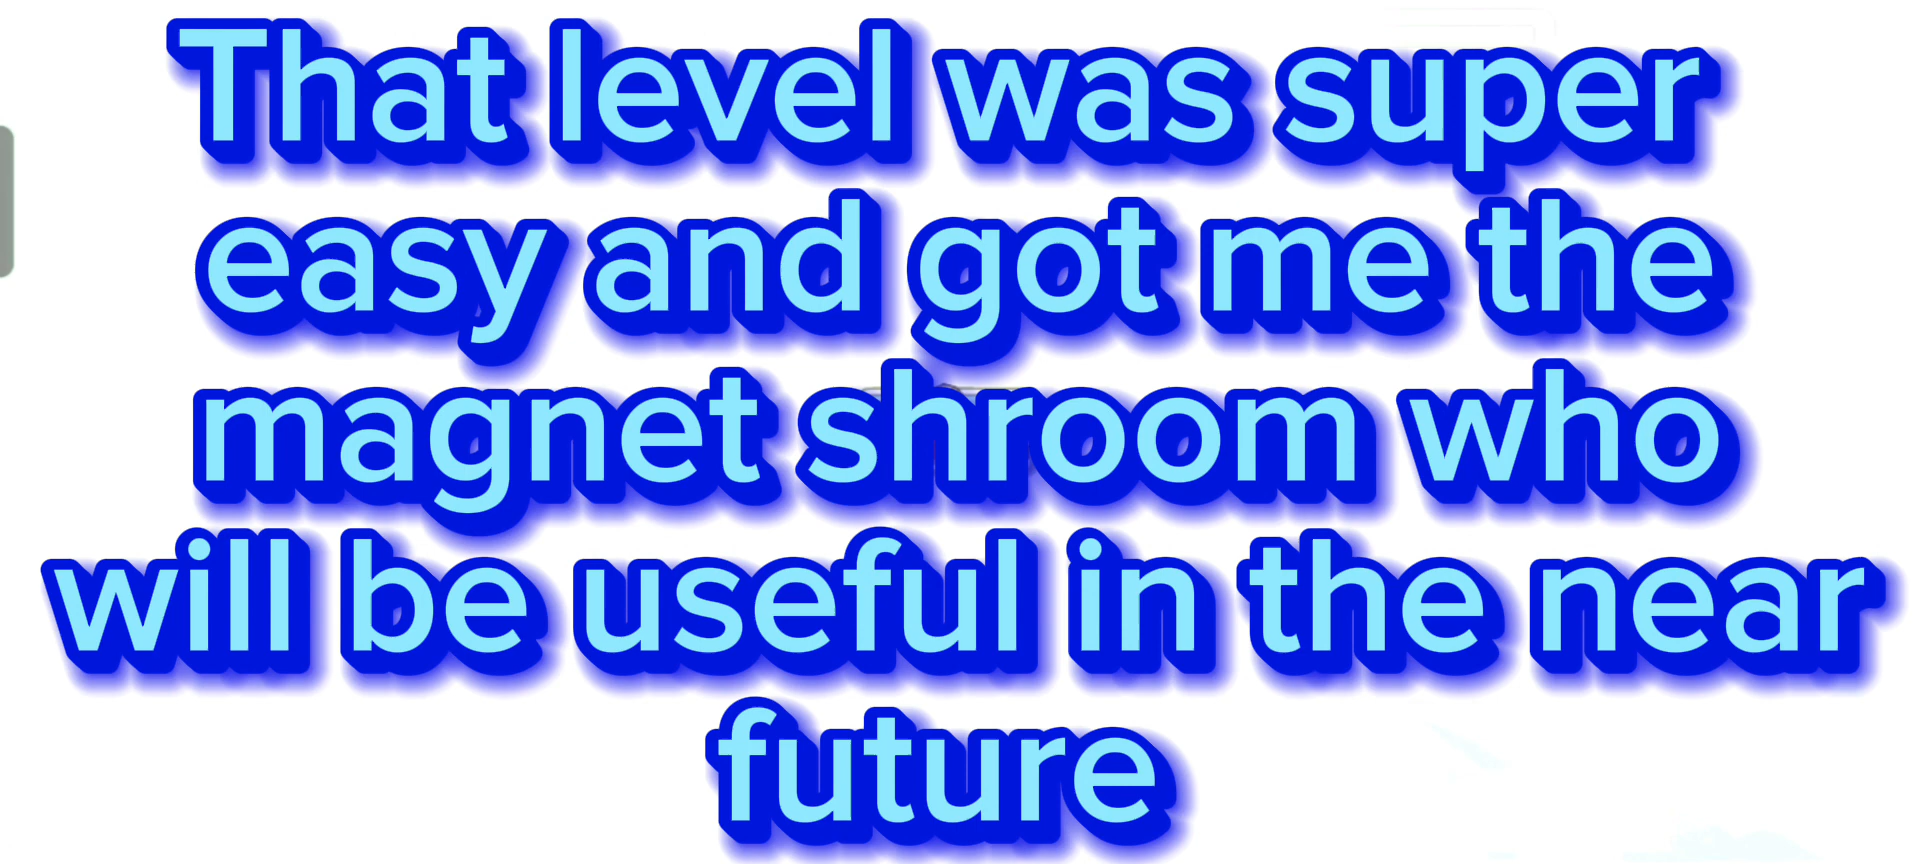 That level was super
easy and got me the
magnet shroom who
will be useful in the near
future